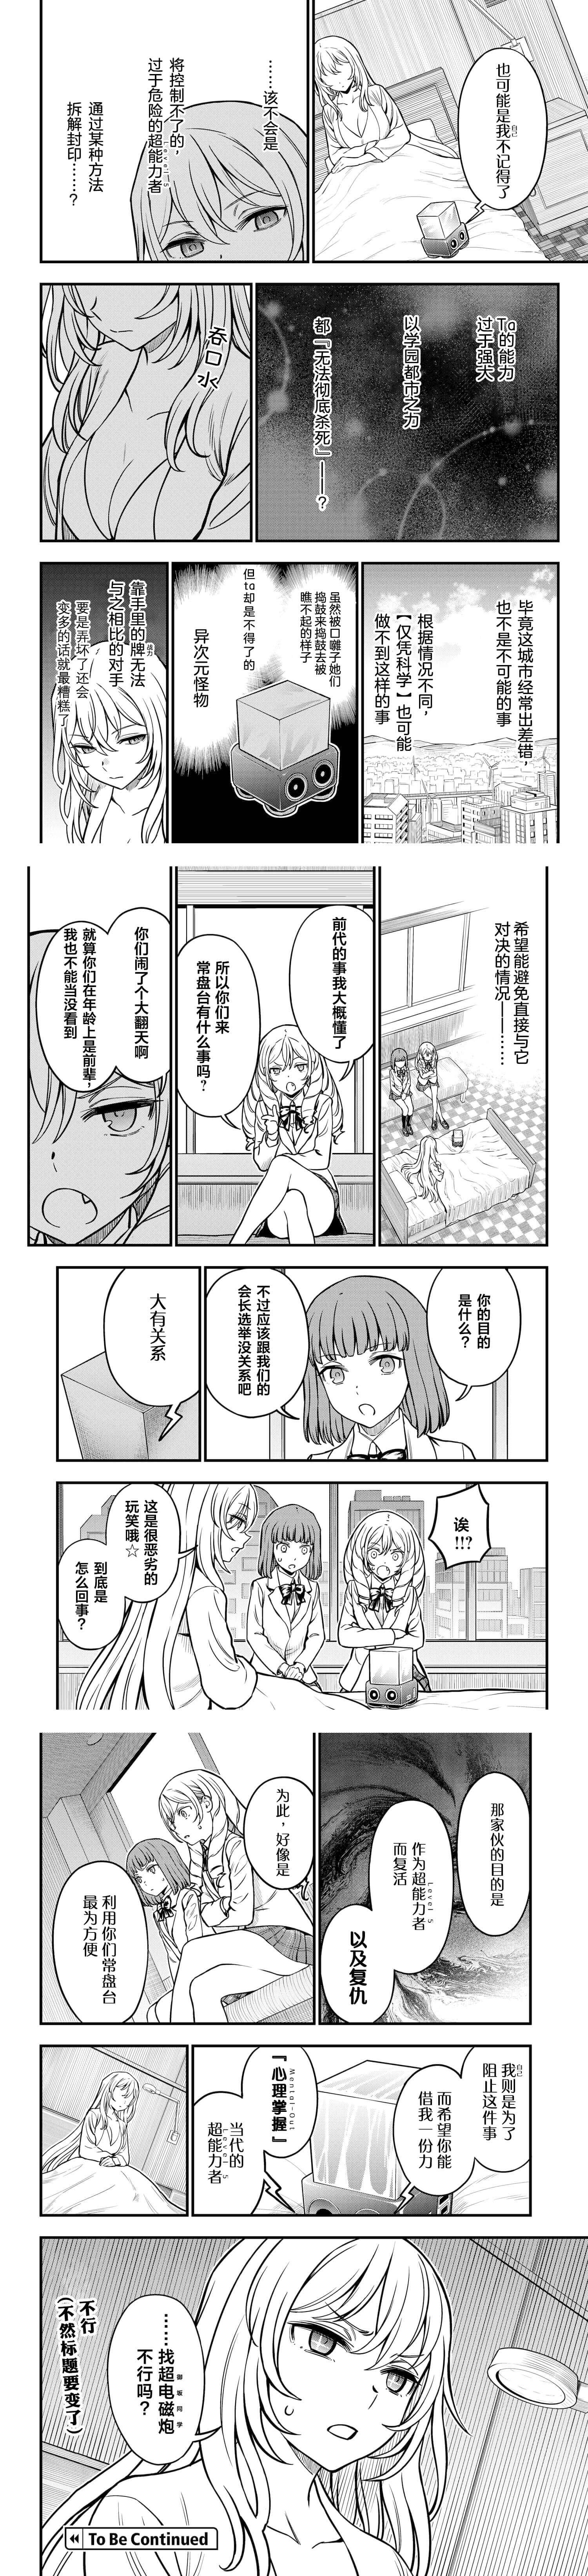 也可能是我不记得了
自己
……该不会是
将控制不了的，
过于危险的超能力者
Level 5
通过某种方法
拆解封印……？
Ta的能力
过于强大
以学园都市之力
都「无法彻底杀死」——？
吞口水
毕竟这城市经常出差错，
也不是不可能的事
根据情况不同，
【仅凭科学】也可能
做不到这样的事
虽然被口囃子她们
捣鼓来捣鼓去被
瞧不起的样子
但ta却是不得了的
异次元怪物
靠手里的牌无法
战力
与之相比的对手
要是弄坏了还会
变多的话就最糟糕了
希望能避免直接与它
对决的情况——……
前代的事我大概懂了
所以你们来
常盘台有什么事吗？
你们闹了个大翻天啊
就算你们在年龄上是前辈，
我也不能当没看到
你的目的
是什么？
不过应该跟我们的
会长选举没关系吧
大有关系
诶
!!?
这是很恶劣的
玩笑哦☆
到底是
怎么回事？
那家伙的目的是
作为超能力者
Level 5
而复活
以及复仇
为此，好像是
利用你们常盘台
最为方便
我则是为了
自己
阻止这件事
而希望你能
借我一份力
『心理掌握』
Mental-Out
当代的
超能力者
Level 5
……找超电磁炮
御坂同学
不行吗？
不行
(不然标题要变了)
To Be Continued